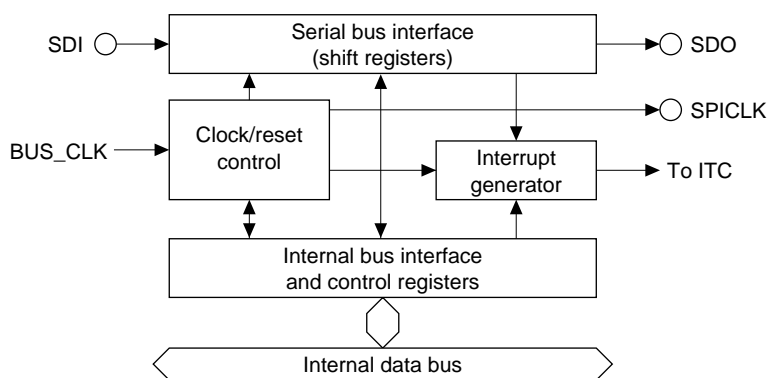 Serial bus interface
(shift registers)
SDI
SDO
SPICLK
BUS_CLK
Clock/reset
control
Interrupt
generator
To ITC
Internal bus interface
and control registers
Internal data bus